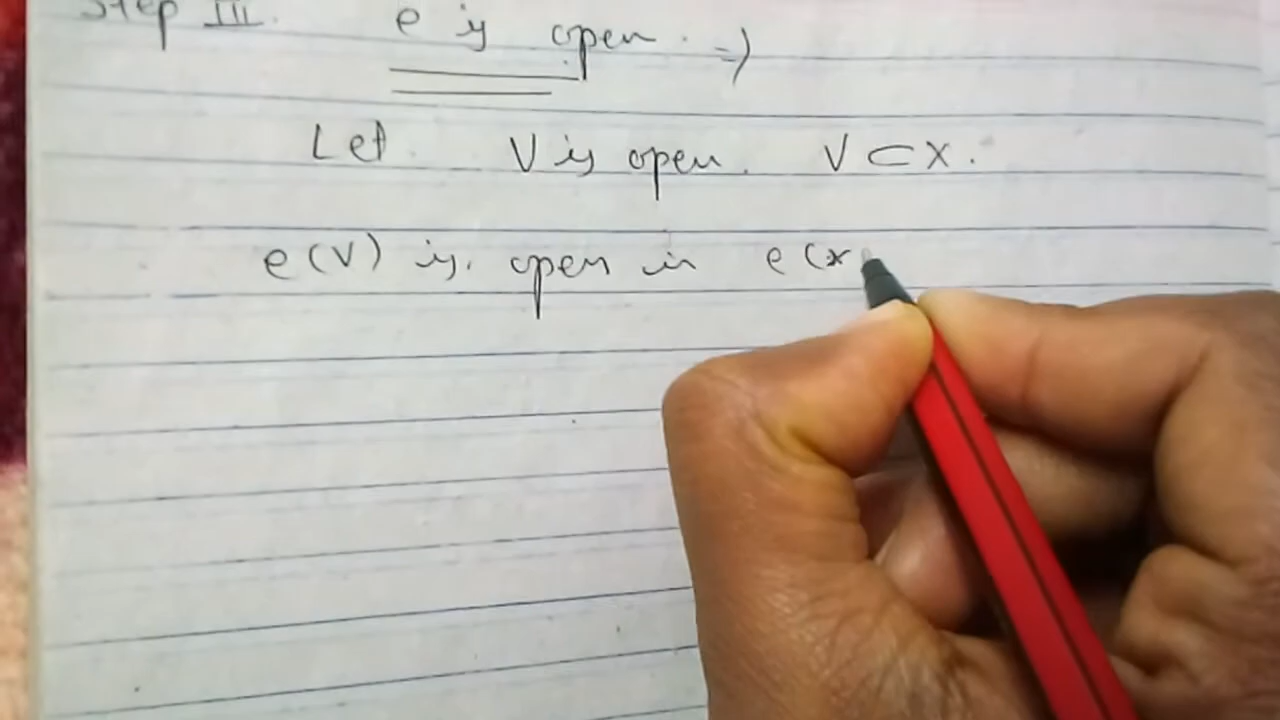 Step III. e is open. =)
Let V is open. V ⊂ X.
e(V) is open in e(x